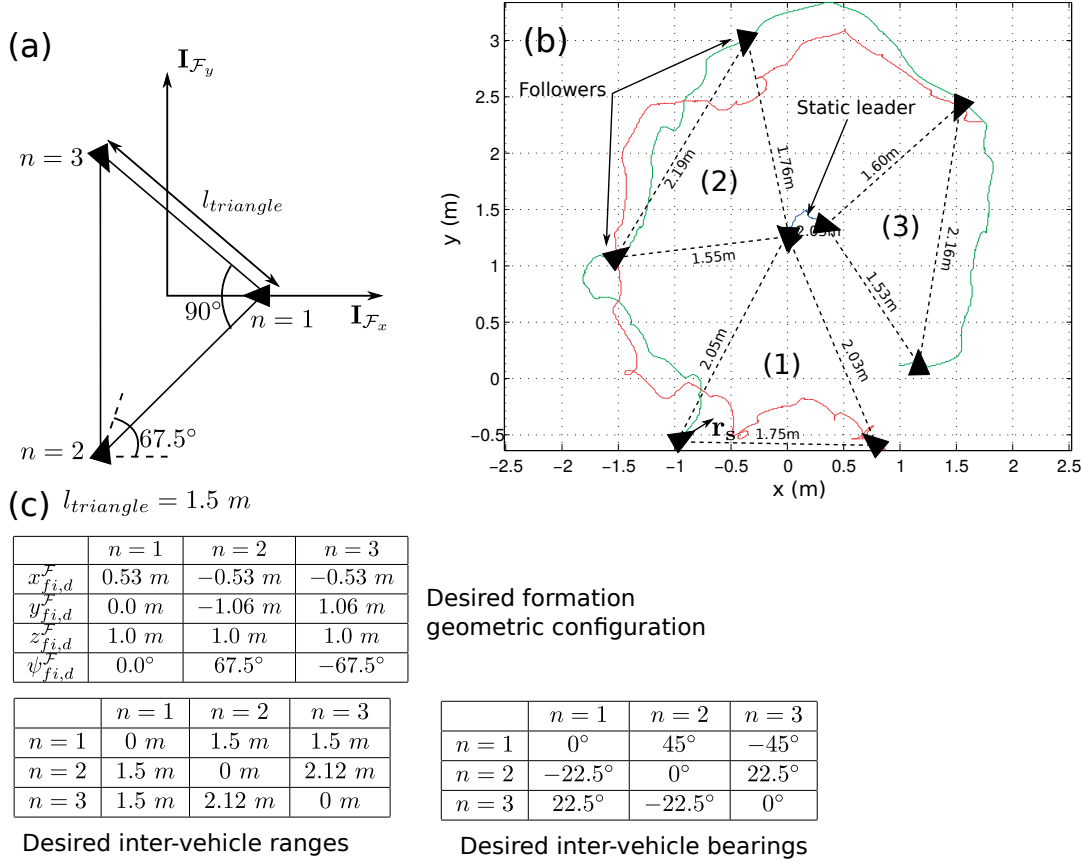 (a)
I_{\mathcal{F}_y}
n = 3
l_{triangle}
90°
n = 1
I_{\mathcal{F}_x}
n = 2
67.5°
(b)
Followers
Static leader
2.19m
1.76m
1.60m
(2)
(3)
2.03m
2.16m
1.55m
1.53m
2.05m
(1)
2.03m
r_s
1.75m
3
2.5
2
1.5
1
0.5
0
−0.5
y (m)
−2.5 −2 −1.5 −1 −0.5 0 0.5 1 1.5 2 2.5
x (m)
(c) l_{triangle} = 1.5 m
n = 1 n = 2 n = 3
x^{\mathcal{F}}_{fi,d} 0.53 m −0.53 m −0.53 m
y^{\mathcal{F}}_{fi,d} 0.0 m −1.06 m 1.06 m
z^{\mathcal{F}}_{fi,d} 1.0 m 1.0 m 1.0 m
ψ^{\mathcal{F}}_{fi,d} 0.0° 67.5° −67.5°
Desired formation
geometric configuration
n = 1 n = 2 n = 3
n = 1 0 m 1.5 m 1.5 m
n = 2 1.5 m 0 m 2.12 m
n = 3 1.5 m 2.12 m 0 m
Desired inter-vehicle ranges
n = 1 n = 2 n = 3
n = 1 0° 45° −45°
n = 2 −22.5° 0° 22.5°
n = 3 22.5° −22.5° 0°
Desired inter-vehicle bearings